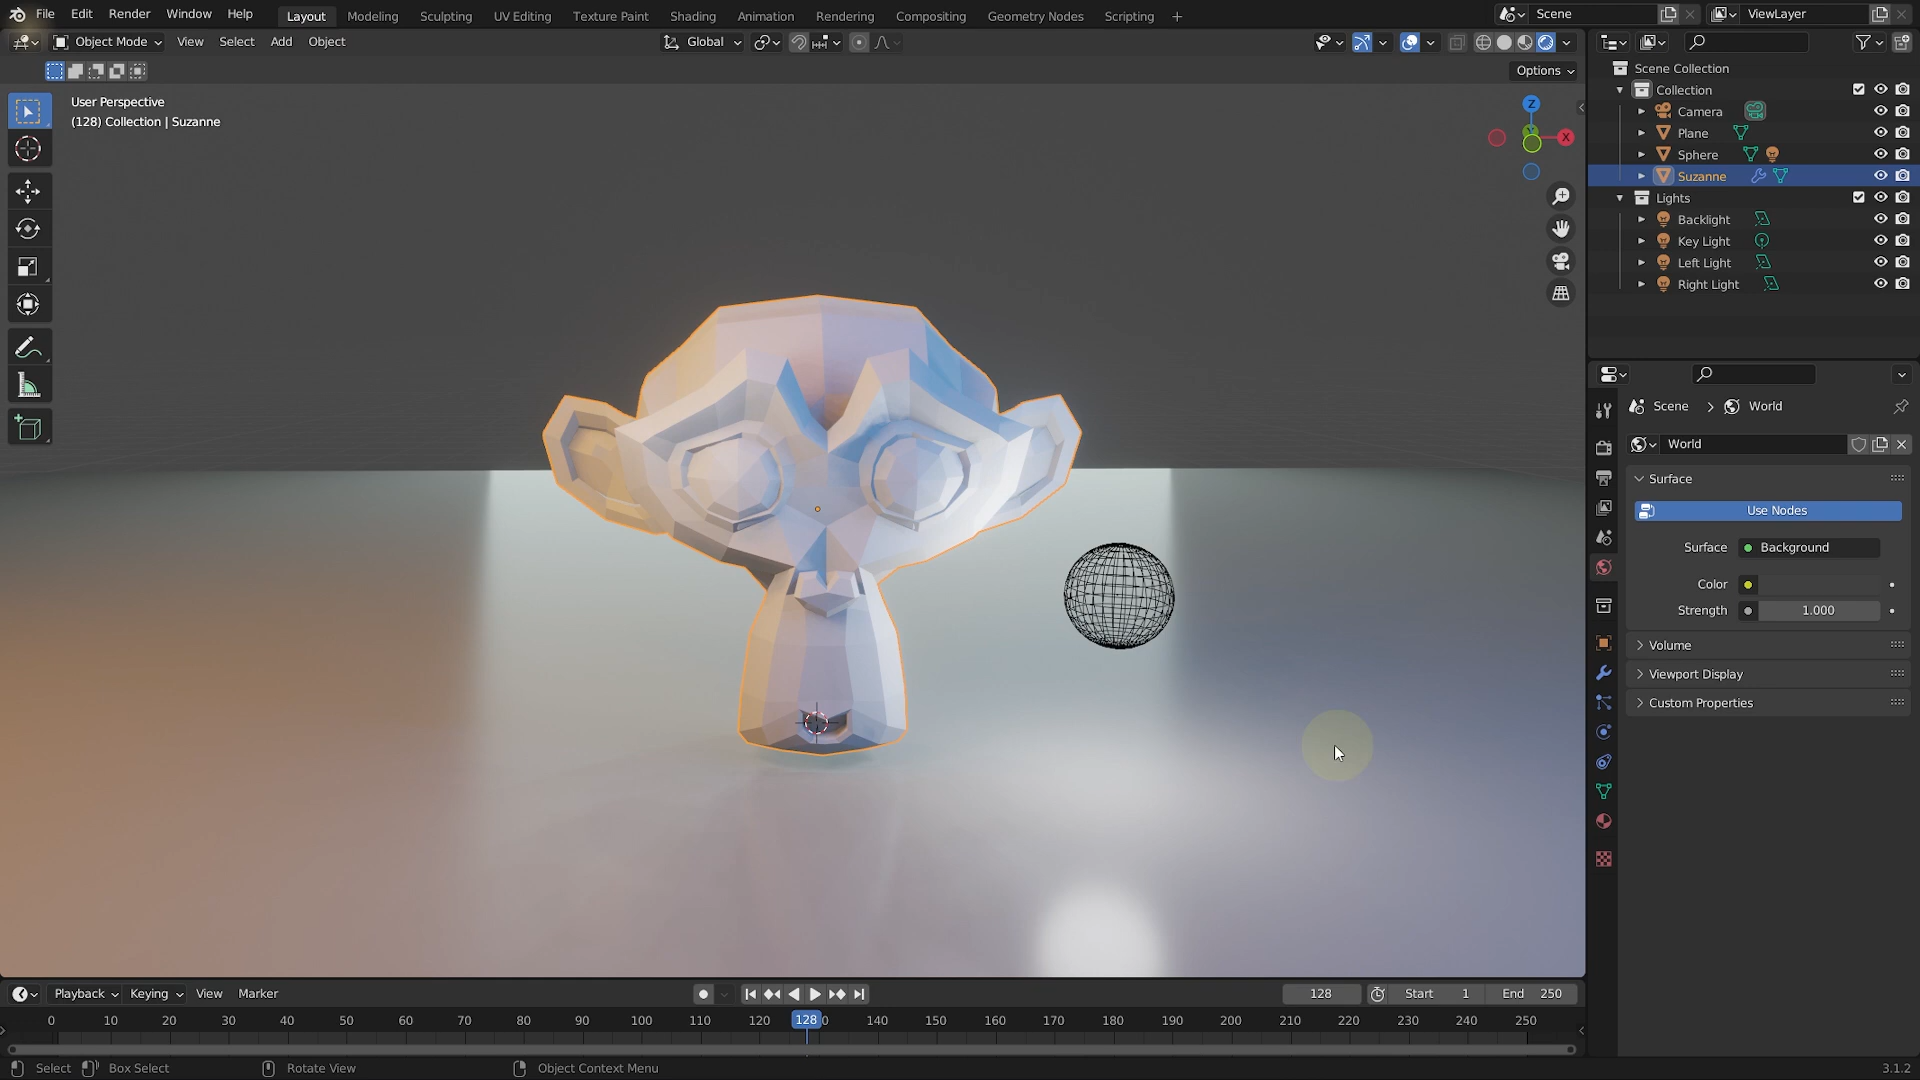 File Edit Render Window Help Layout Modeling Sculpting UV Editing Texture Paint Shading Animation Rendering Compositing Geometry Nodes Scripting + Scene ViewLayer
Object Mode View Select Add Object Global
Options
User Perspective
(128) Collection | Suzanne
Z
X
Scene Collection
Collection
Camera
Plane
Sphere
Suzanne
Lights
Backlight
Key Light
Left Light
Right Light
Scene > World
World
Surface
Use Nodes
Surface Background
Color
Strength 1.000
Volume
Viewport Display
Custom Properties
Playback Keying View Marker 128 Start 1 End 250
0 10 20 30 40 50 60 70 80 90 100 110 120 128 0 140 150 160 170 180 190 200 210 220 230 240 250
Select Box Select Rotate View Object Context Menu 3.1.2